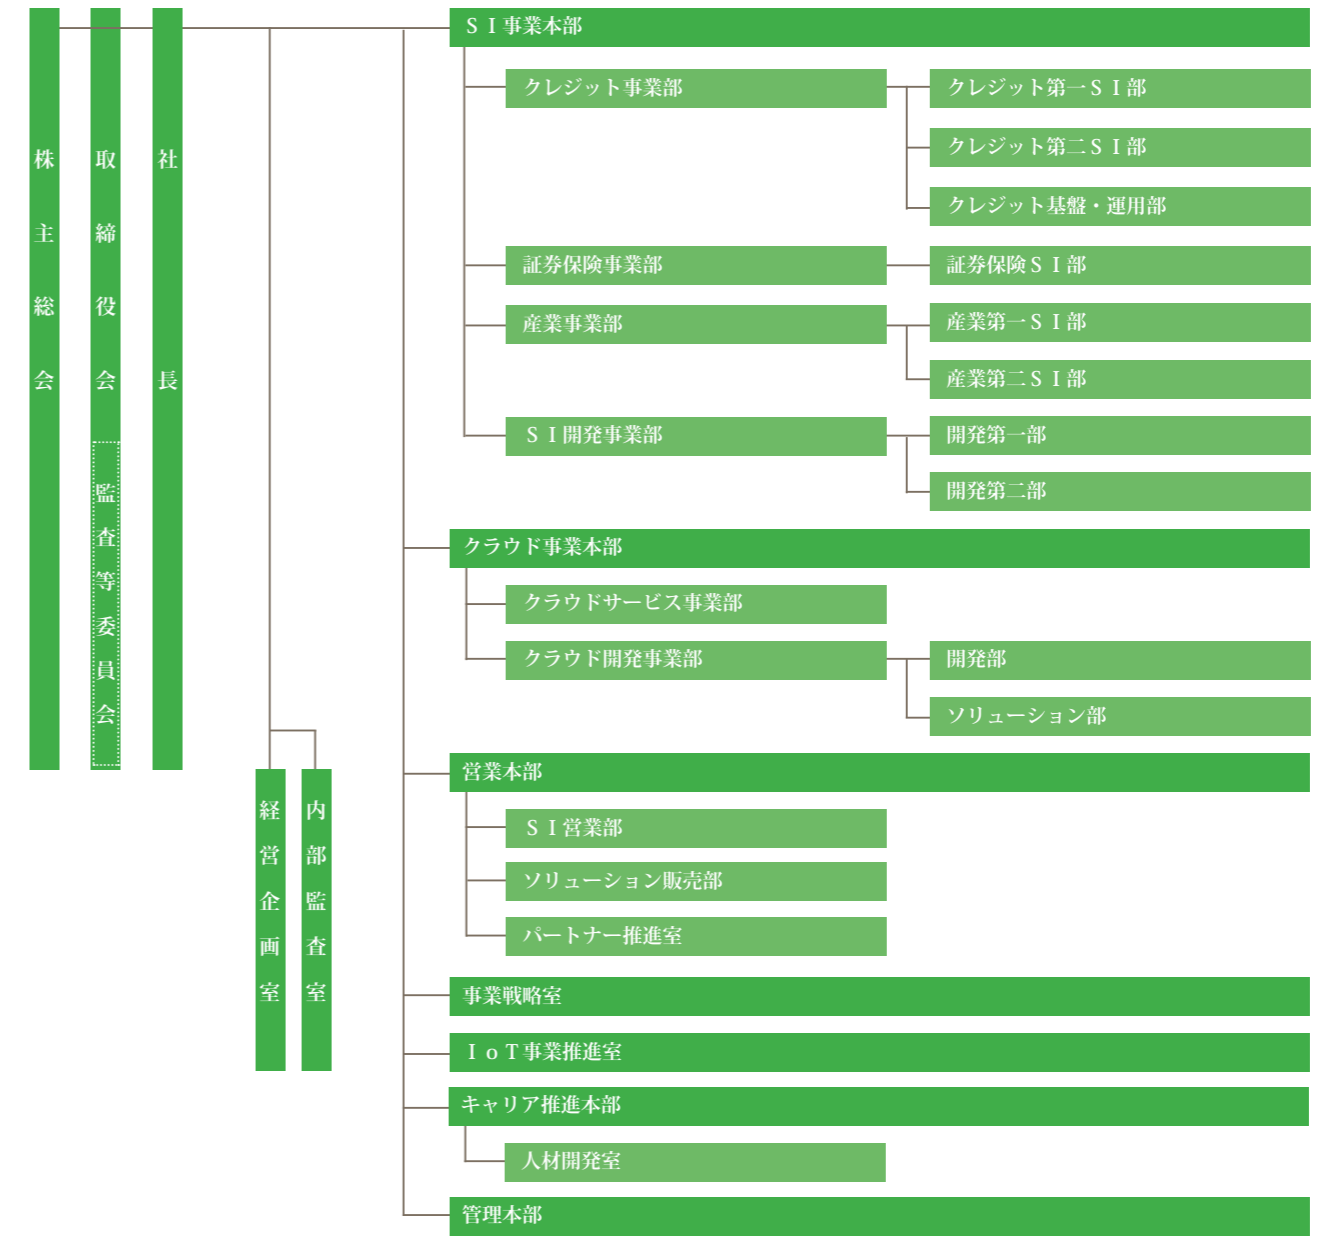 株主総会
取締役会
監査等委員会
社長
経営企画室
内部監査室
ＳＩ事業本部
クレジット事業部
クレジット第一ＳＩ部
クレジット第二ＳＩ部
クレジット基盤・運用部
証券保険事業部
証券保険ＳＩ部
産業事業部
産業第一ＳＩ部
産業第二ＳＩ部
ＳＩ開発事業部
開発第一部
開発第二部
クラウド事業本部
クラウドサービス事業部
クラウド開発事業部
開発部
ソリューション部
営業本部
ＳＩ営業部
ソリューション販売部
パートナー推進室
事業戦略室
ＩｏＴ事業推進室
キャリア推進本部
人材開発室
管理本部